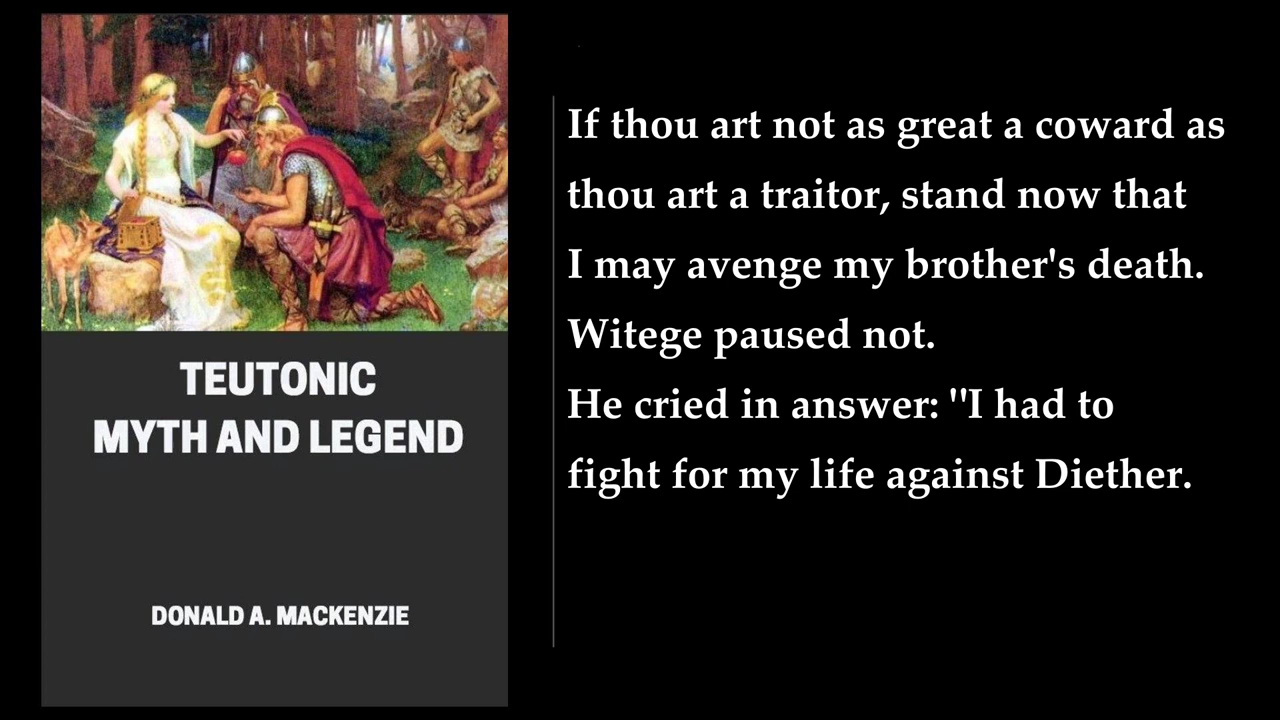 TEUTONIC
MYTH AND LEGEND
DONALD A. MACKENZIE
If thou art not as great a coward as
thou art a traitor, stand now that
I may avenge my brother's death.
Witege paused not.
He cried in answer: "I had to
fight for my life against Diether.